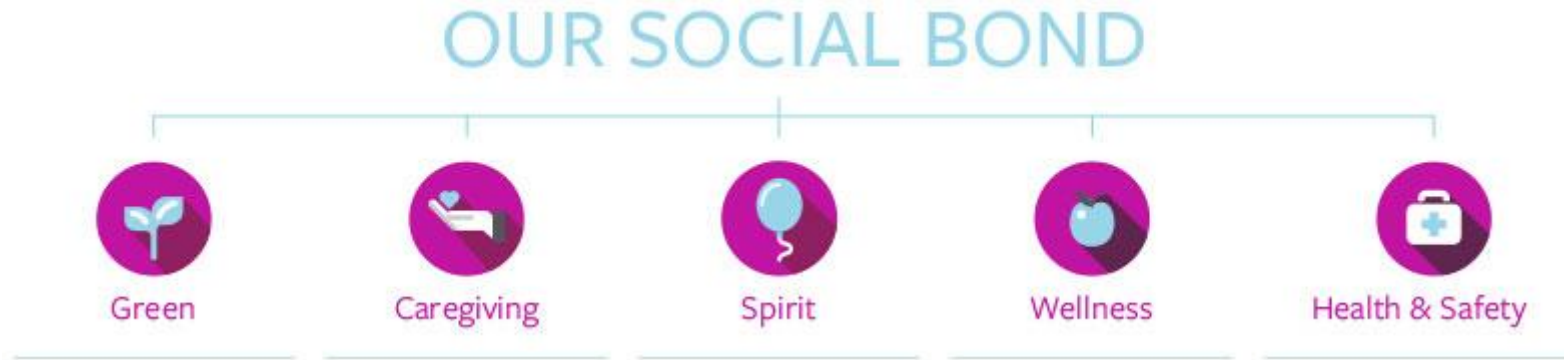 OUR SOCIAL BOND
Green
Caregiving
Spirit
Wellness
Health & Safety